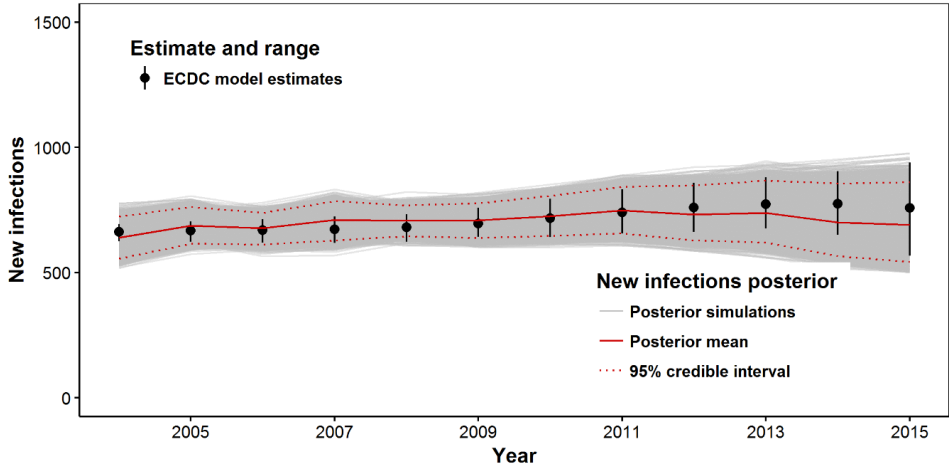 1500
1000
500
0
New infections
Estimate and range
ECDC model estimates
New infections posterior
Posterior simulations
Posterior mean
95% credible interval
2005 2007 2009 2011 2013 2015
Year